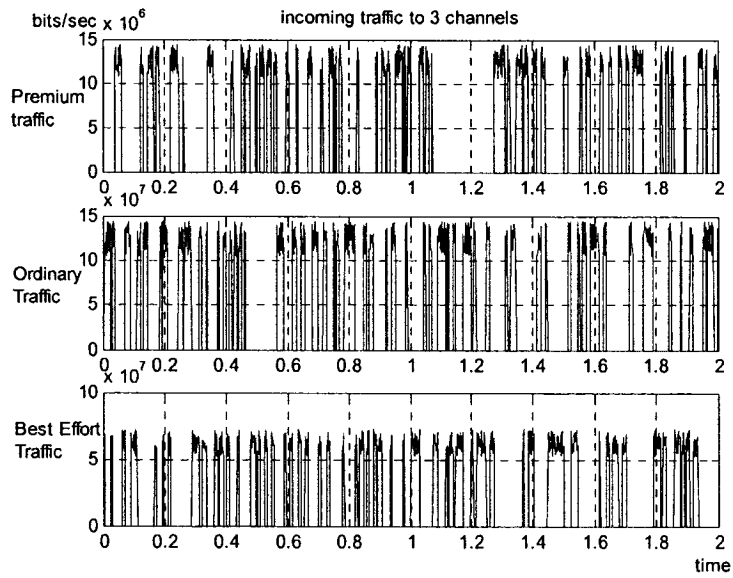 bits/sec x 10^6 incoming traffic to 3 channels
15
10
5
0
Premium
traffic
0 0.2 0.4 0.6 0.8 1 1.2 1.4 1.6 1.8 2
x 10^7
15
10
5
0
Ordinary
Traffic
0 0.2 0.4 0.6 0.8 1 1.2 1.4 1.6 1.8 2
x 10^7
10
5
0
Best Effort
Traffic
0 0.2 0.4 0.6 0.8 1 1.2 1.4 1.6 1.8 2
time